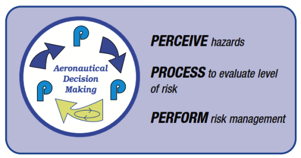 P
Aeronautical
Decision
Making
P
P
PERCEIVE hazards
PROCESS to evaluate level
of risk
PERFORM risk management